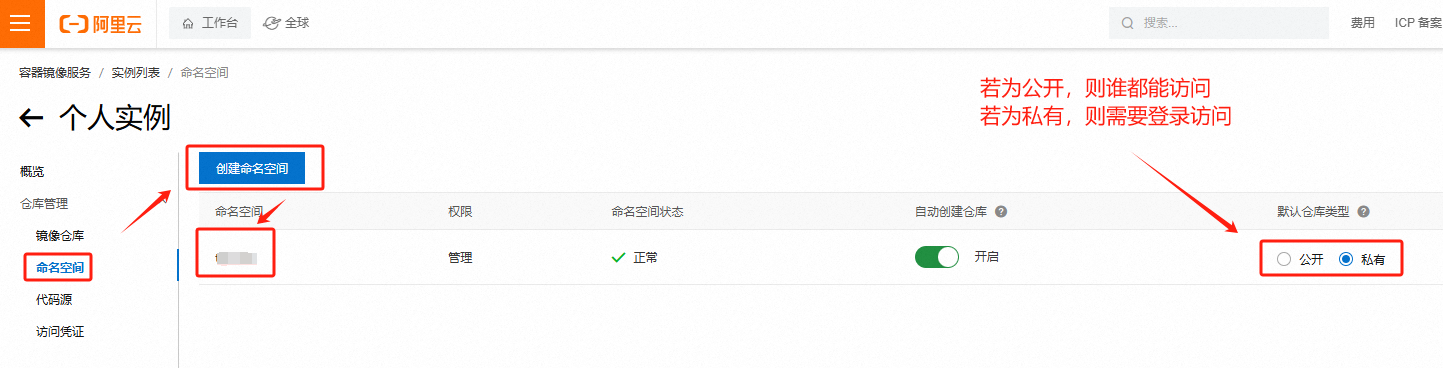 阿里云 工作台 全球 搜索... 费用 ICP 备案
容器镜像服务 / 实例列表 / 命名空间
若为公开，则谁都能访问
若为私有，则需要登录访问
个人实例
概览
仓库管理
镜像仓库
命名空间
代码源
访问凭证
创建命名空间
命名空间 权限 命名空间状态 自动创建仓库 默认仓库类型
管理 正常 开启 公开 私有